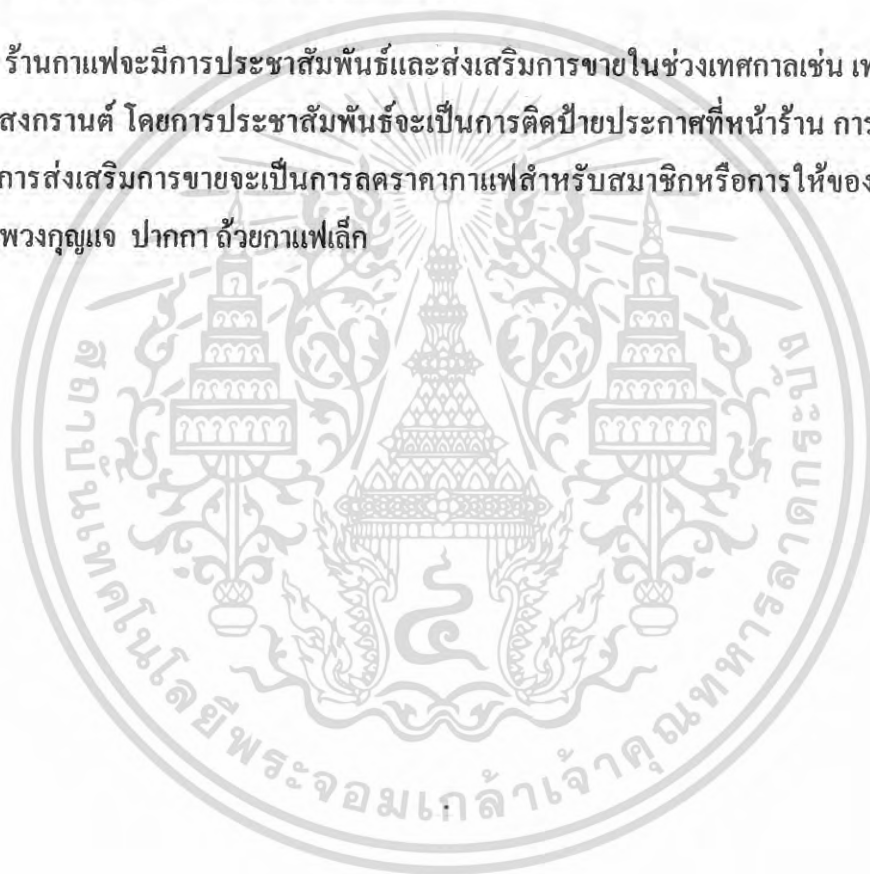 ร้านกาแฟจะมีการประชาสัมพันธ์และส่งเสริมการขายในช่วงเทศกาลเช่น เท
สงกรานต์ โดยการประชาสัมพันธ์จะเป็นการติดป้ายประกาศที่หน้าร้าน การ
การส่งเสริมการขายจะเป็นการลดราคากาแฟสำหรับสมาชิกหรือการให้ของ
พวงกุญแจ ปากกา ถ้วยกาแฟเล็ก
สถาบันเทคโนโลยีพระจอมเกล้าเจ้าคุณทหารลาดกระบัง